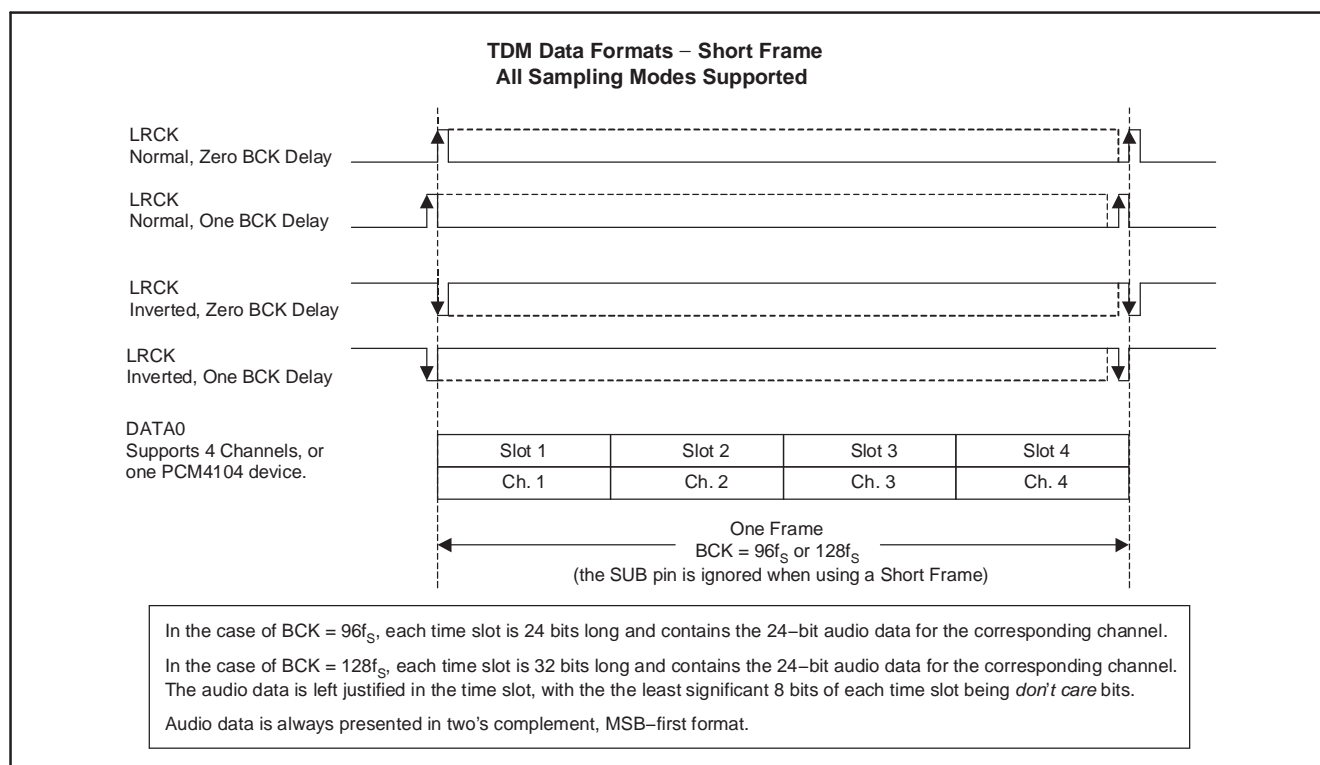 TDM Data Formats − Short Frame
All Sampling Modes Supported
LRCK
Normal, Zero BCK Delay
LRCK
Normal, One BCK Delay
LRCK
Inverted, Zero BCK Delay
LRCK
Inverted, One BCK Delay
DATA0
Supports 4 Channels, or
one PCM4104 device.
Slot 1 Slot 2 Slot 3 Slot 4
Ch. 1 Ch. 2 Ch. 3 Ch. 4
One Frame
BCK = 96fS or 128fS
(the SUB pin is ignored when using a Short Frame)
In the case of BCK = 96fS, each time slot is 24 bits long and contains the 24−bit audio data for the corresponding channel.
In the case of BCK = 128fS, each time slot is 32 bits long and contains the 24−bit audio data for the corresponding channel.
The audio data is left justified in the time slot, with the the least significant 8 bits of each time slot being don't care bits.
Audio data is always presented in two's complement, MSB−first format.